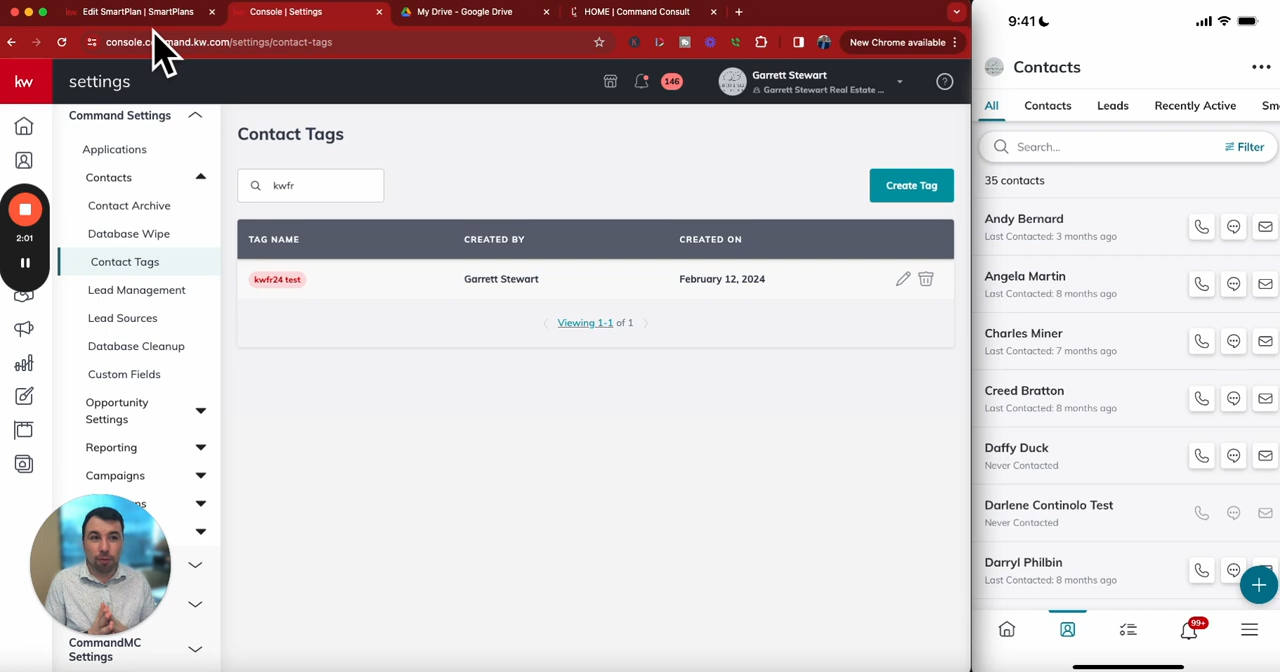 Edit SmartPlan | SmartPlans
Console | Settings
My Drive - Google Drive
HOME | Command Consult
console.command.kw.com/settings/contact-tags
New Chrome available
kw
settings
146
Garrett Stewart
Garrett Stewart Real Estate ...
Command Settings
Applications
Contacts
Contact Archive
Database Wipe
Contact Tags
Lead Management
Lead Sources
Database Cleanup
Custom Fields
Opportunity
Settings
Reporting
Campaigns
CommandMC
Settings
2:01
Contact Tags
kwfr
Create Tag
TAG NAME
CREATED BY
CREATED ON
kwfr24 test
Garrett Stewart
February 12, 2024
Viewing 1-1 of 1
9:41
Contacts
All
Contacts
Leads
Recently Active
Search...
Filter
35 contacts
Andy Bernard
Last Contacted: 3 months ago
Angela Martin
Last Contacted: 8 months ago
Charles Miner
Last Contacted: 7 months ago
Creed Bratton
Last Contacted: 8 months ago
Daffy Duck
Never Contacted
Darlene Continolo Test
Never Contacted
Darryl Philbin
Last Contacted: 8 months ago
99+